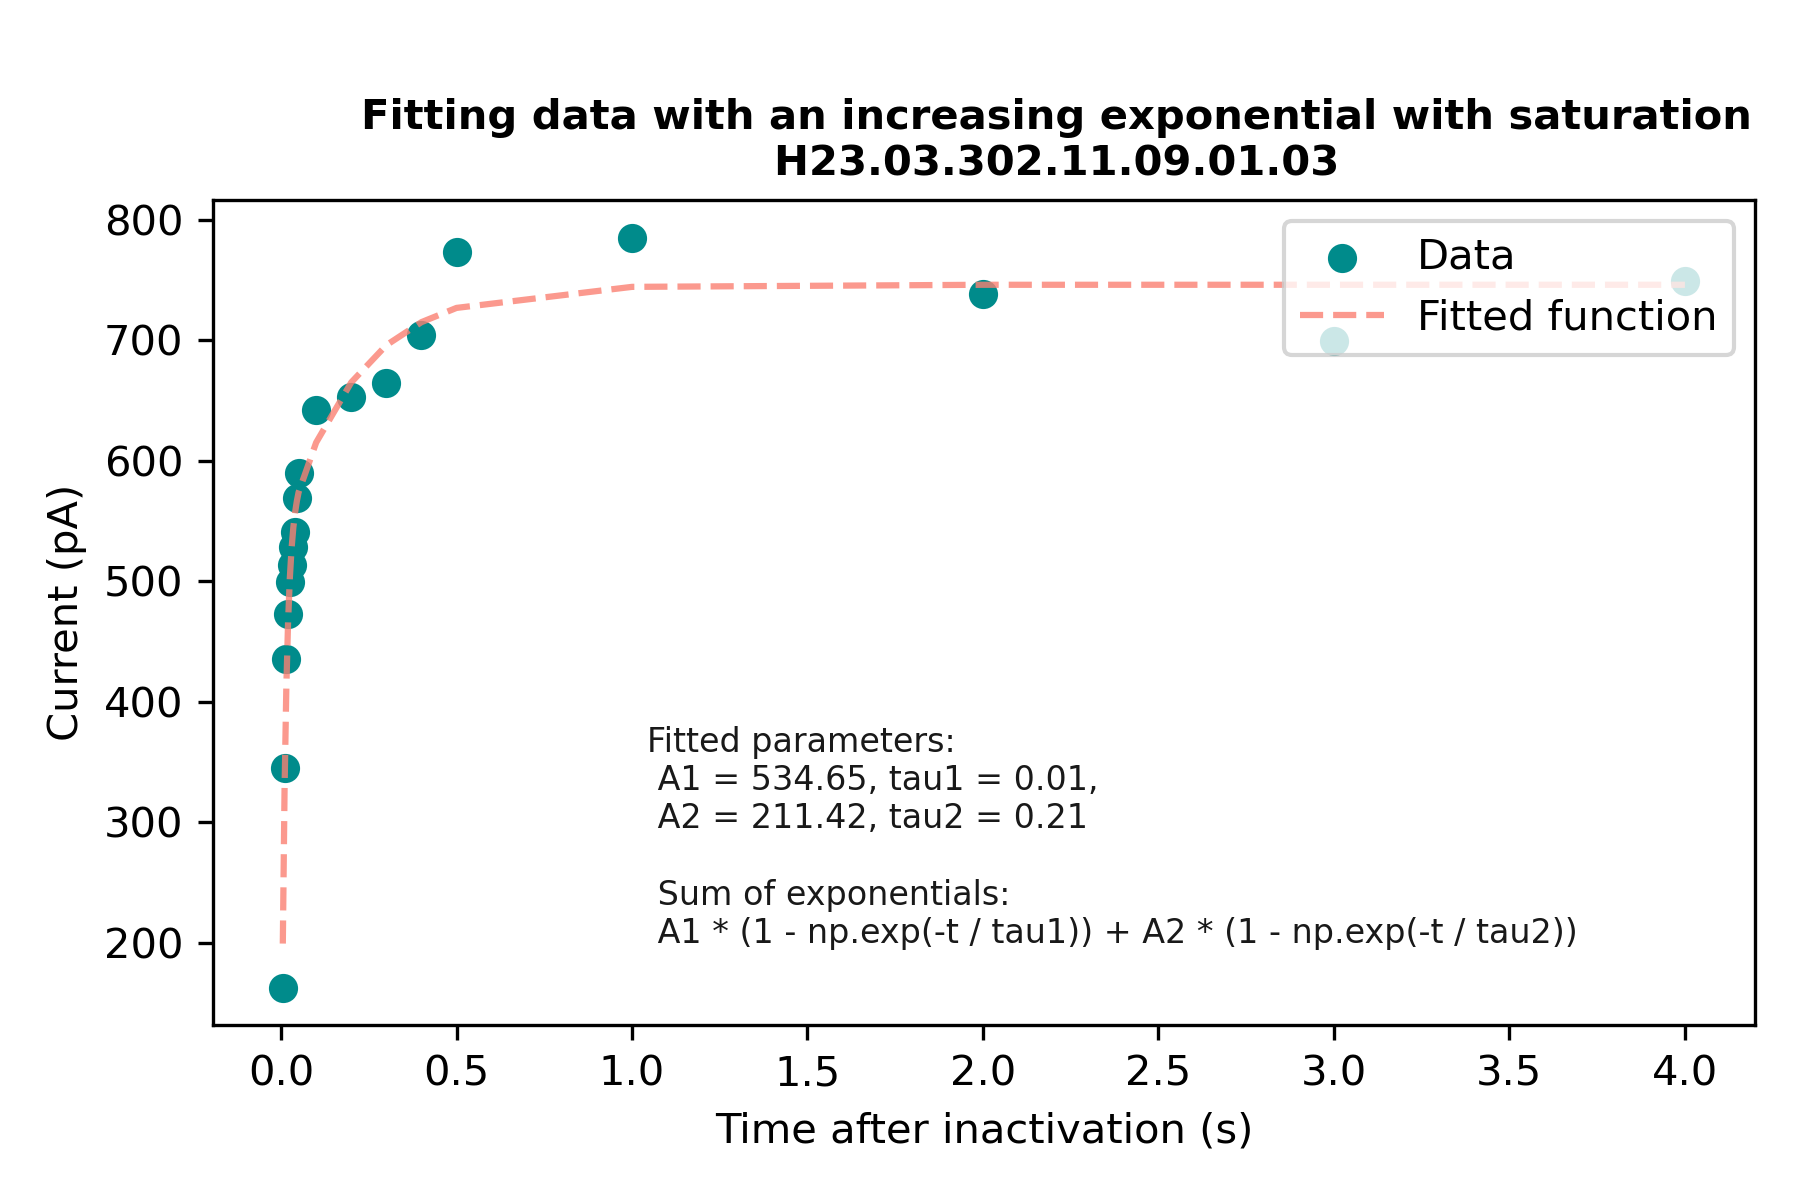 Fitting data with an increasing exponential with saturation
H23.03.302.11.09.01.03
800
700
600
500
400
300
200
Current (pA)
Data
Fitted function
Fitted parameters:
A1 = 534.65, tau1 = 0.01,
A2 = 211.42, tau2 = 0.21
Sum of exponentials:
A1 * (1 - np.exp(-t / tau1)) + A2 * (1 - np.exp(-t / tau2))
0.0 0.5 1.0 1.5 2.0 2.5 3.0 3.5 4.0
Time after inactivation (s)